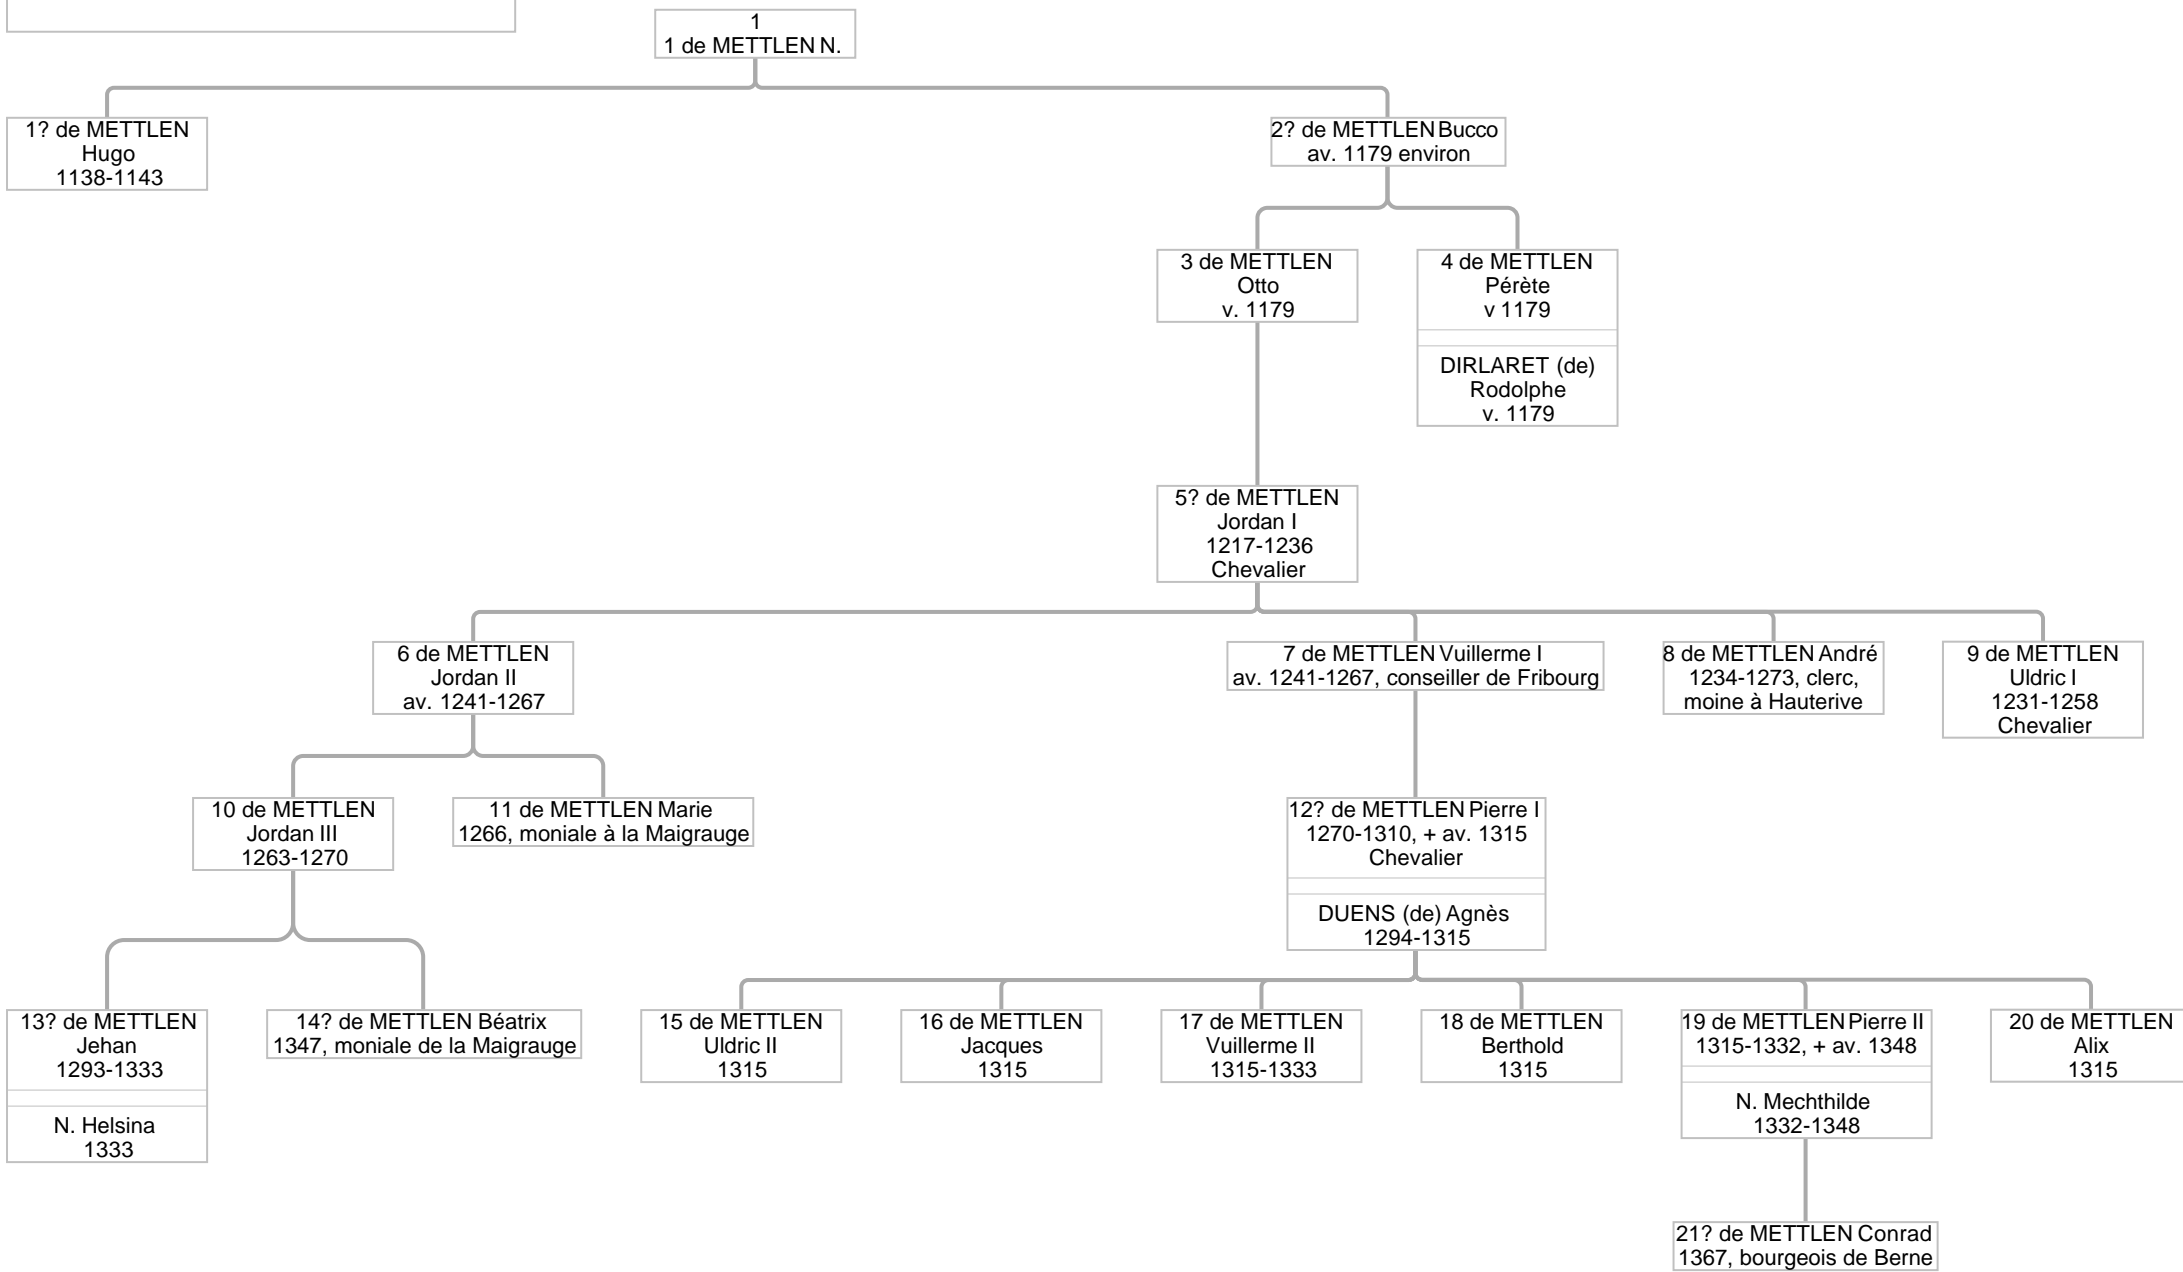 1
1 de METTLEN N.
1? de METTLEN
Hugo
1138-1143
2? de METTLEN Bucco
av. 1179 environ
3 de METTLEN
Otto
v. 1179
4 de METTLEN
Pérète
v 1179
DIRLARET (de)
Rodolphe
v. 1179
5? de METTLEN
Jordan I
1217-1236
Chevalier
6 de METTLEN
Jordan II
av. 1241-1267
7 de METTLEN Vuillerme I
av. 1241-1267, conseiller de Fribourg
8 de METTLEN André
1234-1273, clerc,
moine à Hauterive
9 de METTLEN
Uldric I
1231-1258
Chevalier
10 de METTLEN
Jordan III
1263-1270
11 de METTLEN Marie
1266, moniale à la Maigrauge
12? de METTLEN Pierre I
1270-1310, + av. 1315
Chevalier
DUENS (de) Agnès
1294-1315
13? de METTLEN
Jehan
1293-1333
N. Helsina
1333
14? de METTLEN Béatrix
1347, moniale de la Maigrauge
15 de METTLEN
Uldric II
1315
16 de METTLEN
Jacques
1315
17 de METTLEN
Vuillerme II
1315-1333
18 de METTLEN
Berthold
1315
19 de METTLEN Pierre II
1315-1332, + av. 1348
N. Mechthilde
1332-1348
20 de METTLEN
Alix
1315
21? de METTLEN Conrad
1367, bourgeois de Berne